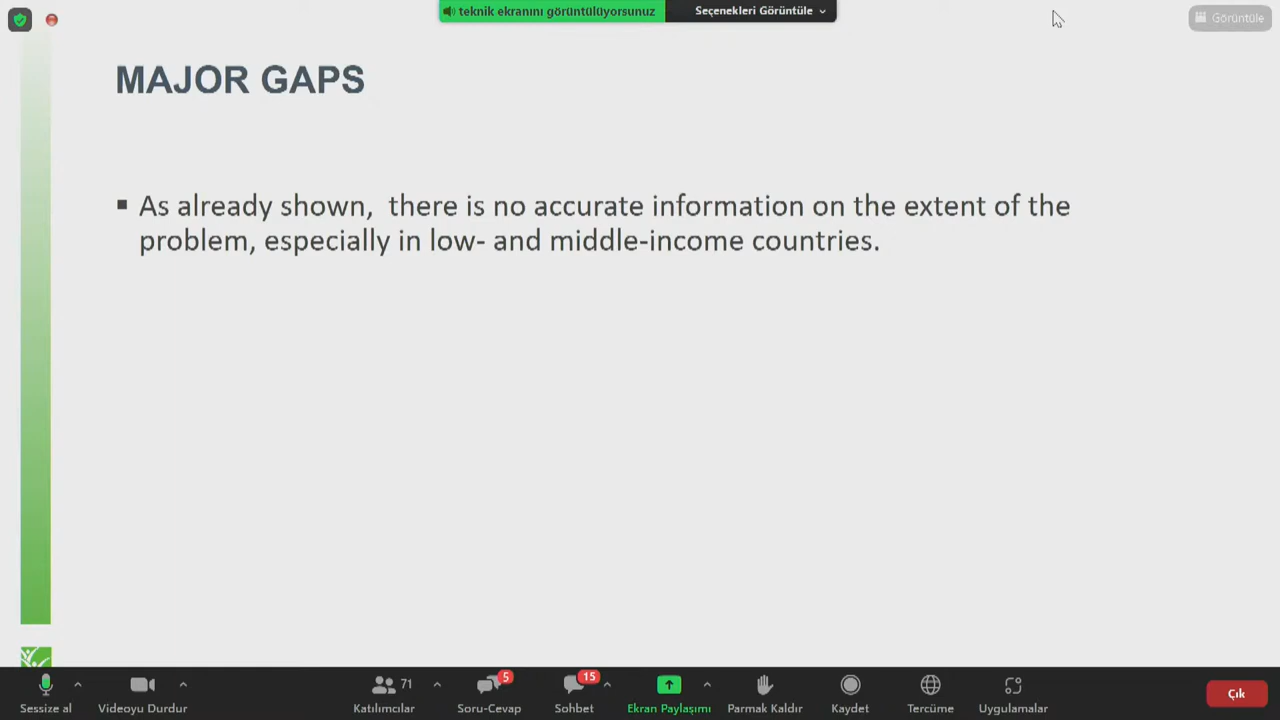 teknik ekranını görüntülüyorsunuz
Seçenekleri Görüntüle
Görüntüle
MAJOR GAPS
As already shown, there is no accurate information on the extent of the
problem, especially in low- and middle-income countries.
71
5
15
Sessize al
Videoyu Durdur
Katılımcılar
Soru-Cevap
Sohbet
Ekran Paylaşımı
Parmak Kaldır
Kaydet
Tercüme
Uygulamalar
Çık